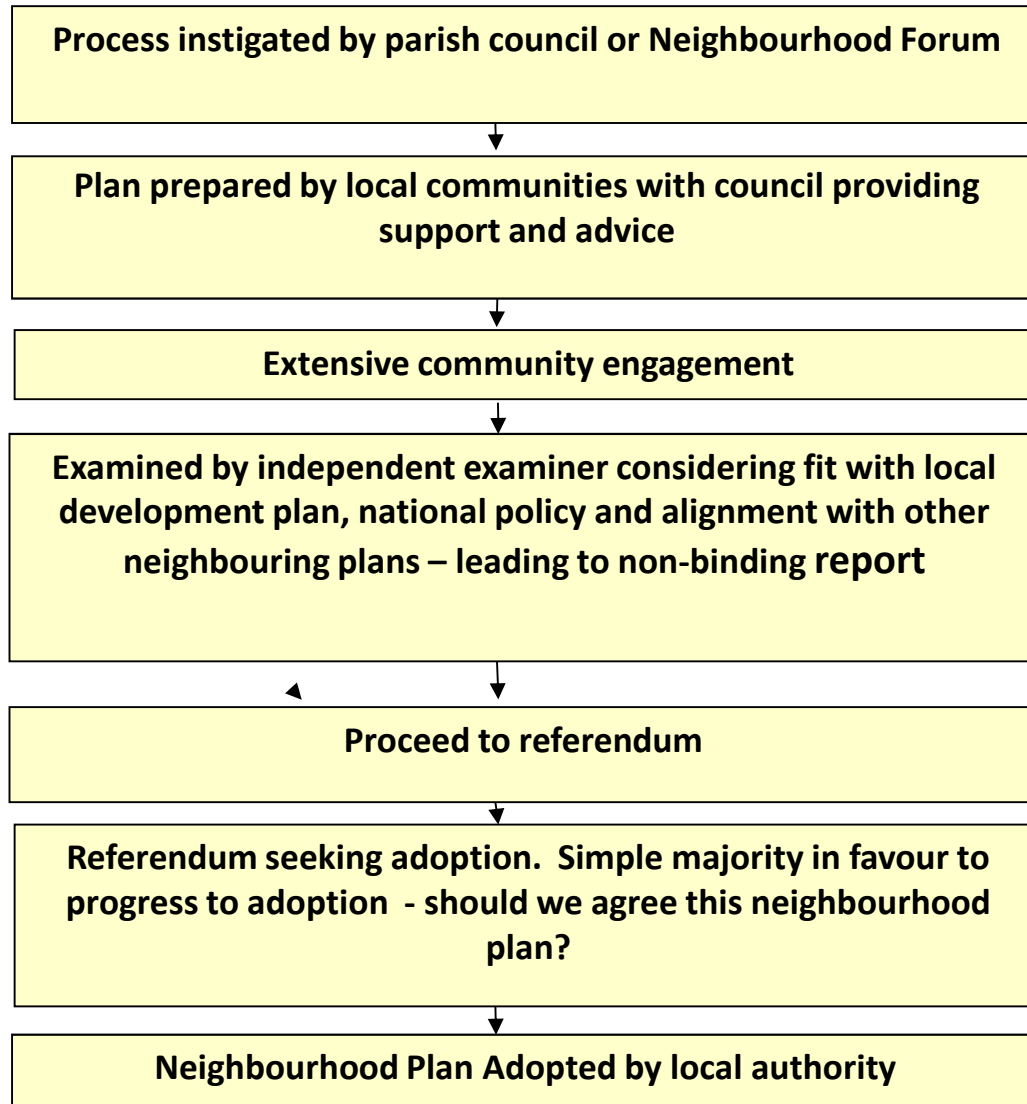 Process instigated by parish council or Neighbourhood Forum
Plan prepared by local communities with council providing
support and advice
Extensive community engagement
Examined by independent examiner considering fit with local
development plan, national policy and alignment with other
neighbouring plans – leading to non-binding report
Proceed to referendum
Referendum seeking adoption.  Simple majority in favour to
progress to adoption  - should we agree this neighbourhood
plan?
Neighbourhood Plan Adopted by local authority